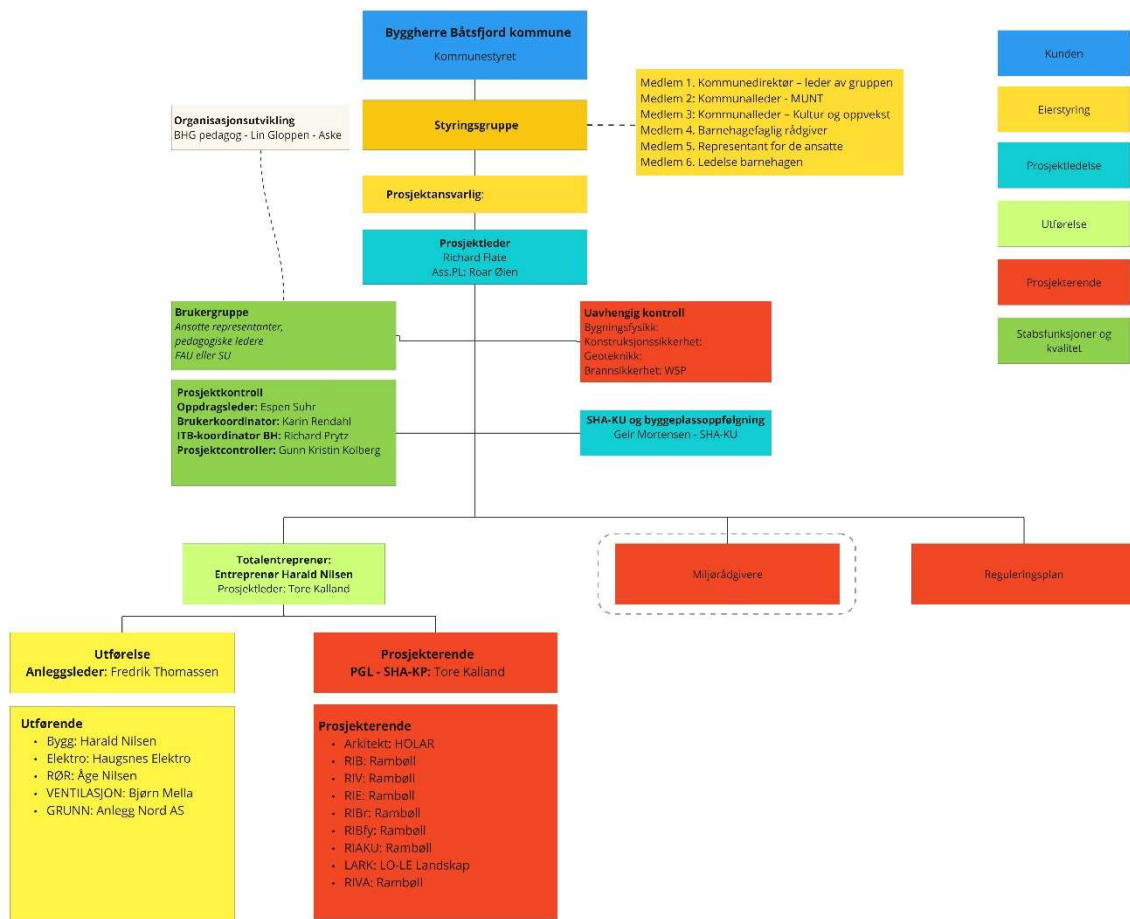 Byggherre Båtsfjord kommune
Kommunestyret
Kunden
Medlem 1. Kommunedirektør – leder av gruppen
Medlem 2: Kommunalleder - MUNT
Medlem 3: Kommunalleder – Kultur og oppvekst
Medlem 4. Barnehagefaglig rådgiver
Medlem 5. Representant for de ansatte
Medlem 6. Ledelse barnehagen
Eierstyring
Organisasjonsutvikling
BHG pedagog - Lin Gloppen - Aske
Styringsgruppe
Prosjektansvarlig:
Prosjektledelse
Prosjektleder
Richard Flate
Ass.PL: Roar Øien
Utførelse
Brukergruppe
Ansatte representanter,
pedagogiske ledere
FAU eller SU
Uavhengig kontroll
Bygningsfysikk:
Konstruksjonssikkerhet:
Geoteknikk:
Brannsikkerhet: WSP
Prosjekterende
Stabsfunksjoner og
kvalitet
Prosjektkontroll
Oppdragsleder: Espen Suhr
Brukerkoordinator: Karin Rendahl
ITB-koordinator BH: Richard Prytz
Prosjektcontroller: Gunn Kristin Kolberg
SHA-KU og byggeplassoppfølgning
Geir Mortensen - SHA-KU
Totalentreprenør:
Entreprenør Harald Nilsen
Prosjektleder: Tore Kalland
Miljørådgivere
Reguleringsplan
Utførelse
Anleggsleder: Fredrik Thomassen
Prosjekterende
PGL - SHA-KP: Tore Kalland
Utførende
• Bygg: Harald Nilsen
• Elektro: Haugsnes Elektro
• RØR: Åge Nilsen
• VENTILASJON: Bjørn Mella
• GRUNN: Anlegg Nord AS
Prosjekterende
• Arkitekt: HOLAR
• RIB: Rambøll
• RIV: Rambøll
• RIE: Rambøll
• RIBr: Rambøll
• RIBfy: Rambøll
• RIAKU: Rambøll
• LARK: LO-LE Landskap
• RIVA: Rambøll